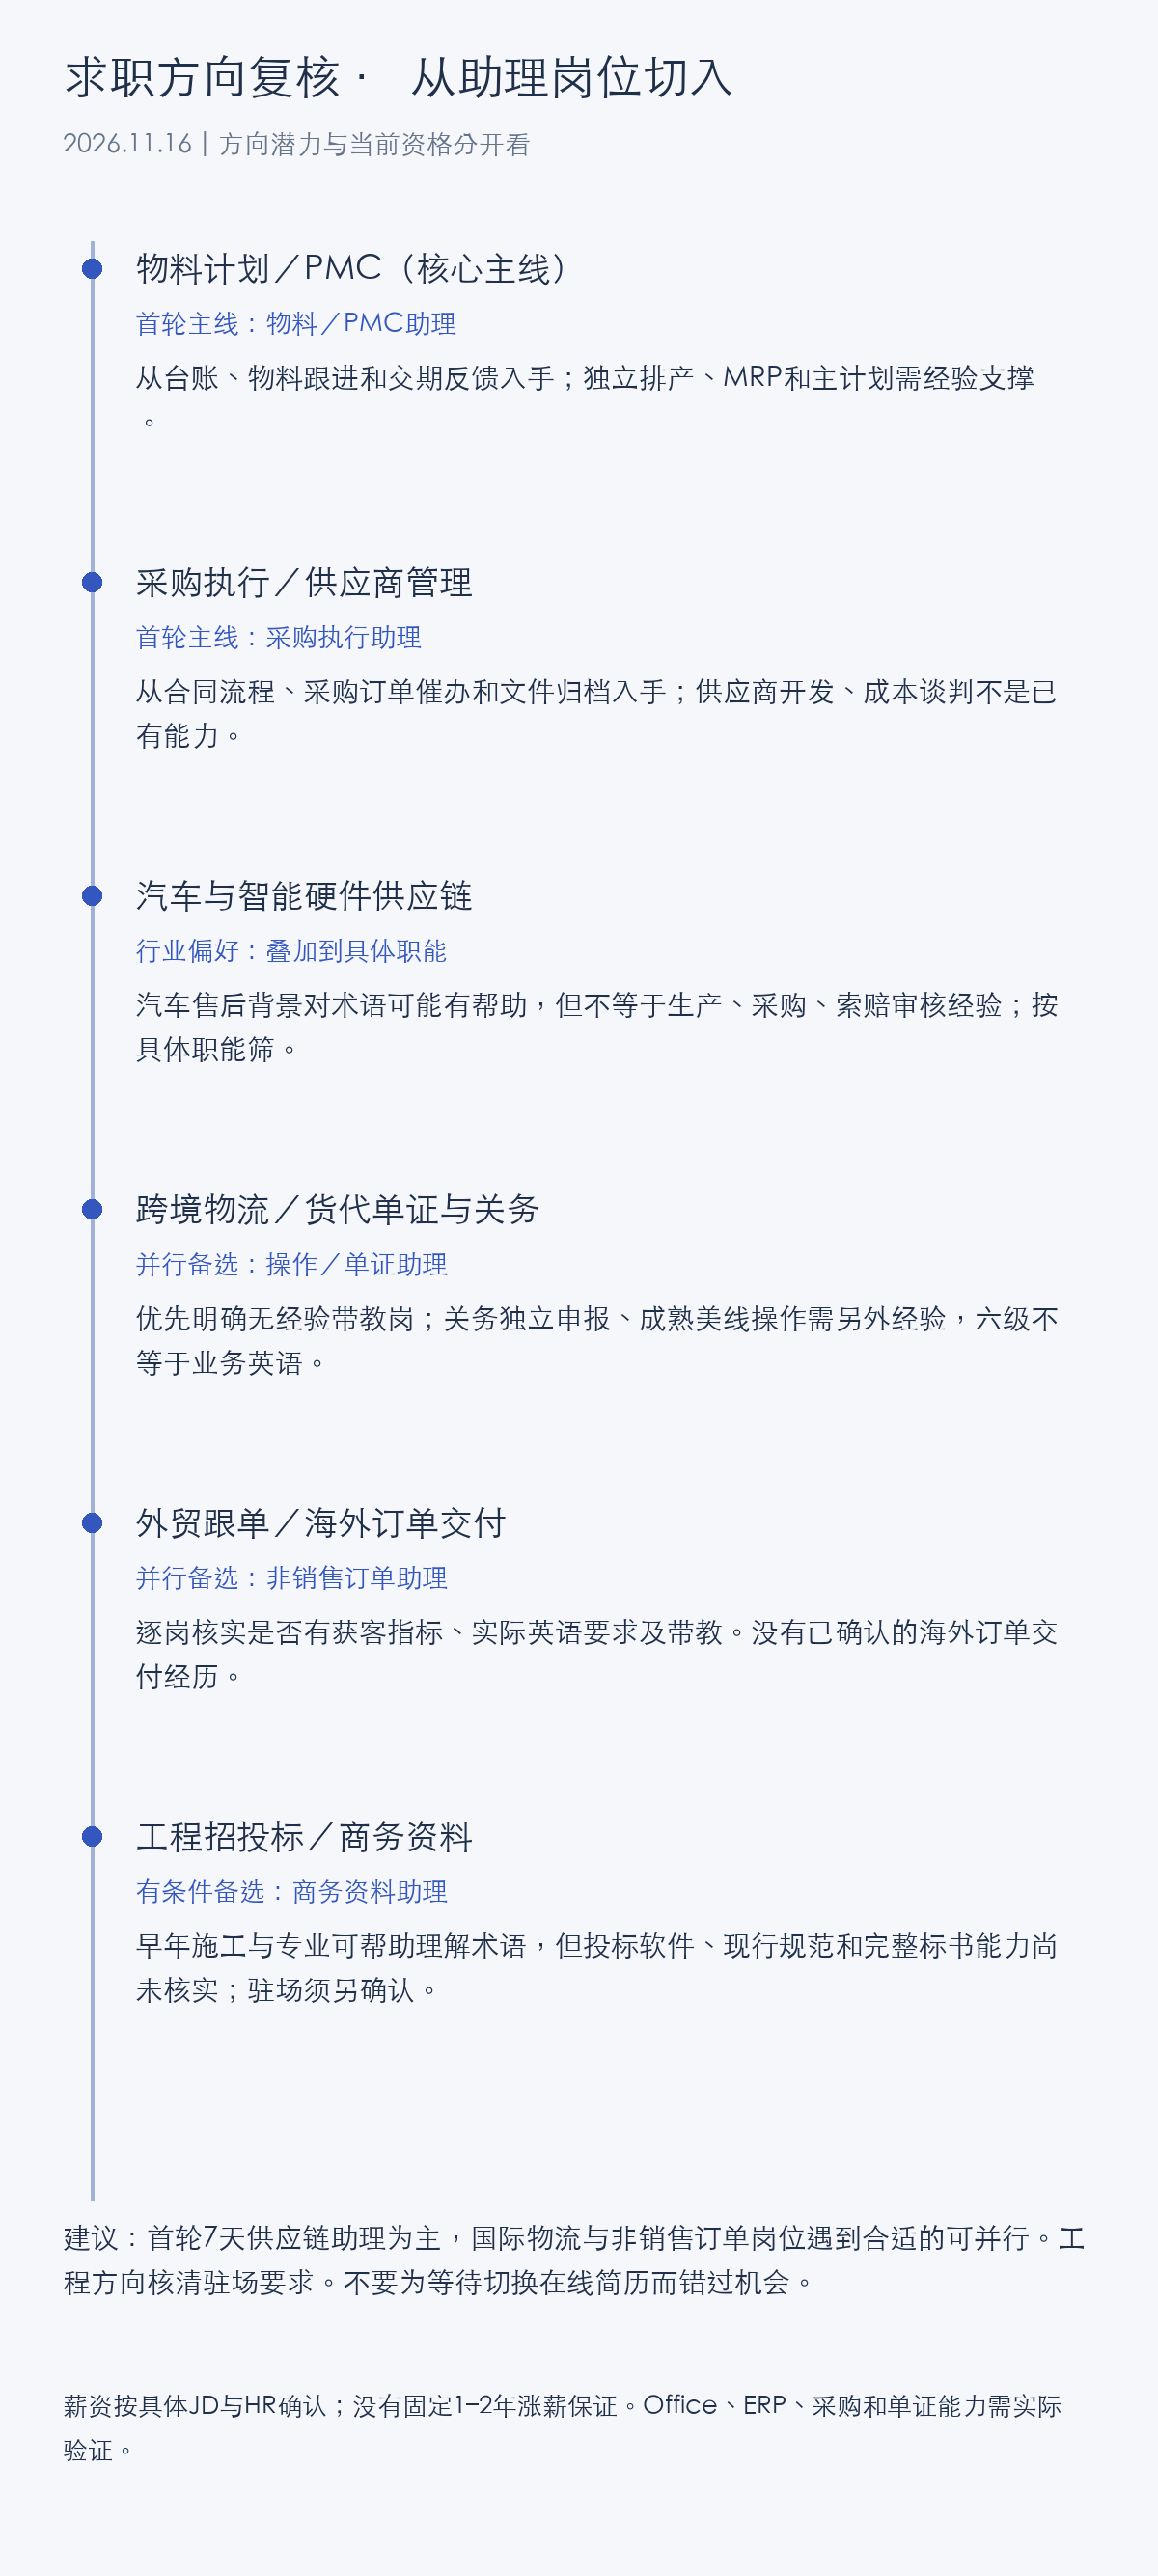 求职方向复核 · 从助理岗位切入
2026.11.16 | 方向潜力与当前资格分开看
物料计划／PMC（核心主线）
首轮主线：物料／PMC助理
从台账、物料跟进和交期反馈入手；独立排产、MRP和主计划需经验支撑
。
采购执行／供应商管理
首轮主线：采购执行助理
从合同流程、采购订单催办和文件归档入手；供应商开发、成本谈判不是已
有能力。
汽车与智能硬件供应链
行业偏好：叠加到具体职能
汽车售后背景对术语可能有帮助，但不等于生产、采购、索赔审核经验；按
具体职能筛。
跨境物流／货代单证与关务
并行备选：操作／单证助理
优先明确无经验带教岗；关务独立申报、成熟美线操作需另外经验，六级不
等于业务英语。
外贸跟单／海外订单交付
并行备选：非销售订单助理
逐岗核实是否有获客指标、实际英语要求及带教。没有已确认的海外订单交
付经历。
工程招投标／商务资料
有条件备选：商务资料助理
早年施工与专业可帮助理解术语，但投标软件、现行规范和完整标书能力尚
未核实；驻场须另确认。
建议：首轮7天供应链助理为主，国际物流与非销售订单岗位遇到合适的可并行。工
程方向核清驻场要求。不要为等待切换在线简历而错过机会。
薪资按具体JD与HR确认；没有固定1–2年涨薪保证。Office、ERP、采购和单证能力需实际
验证。